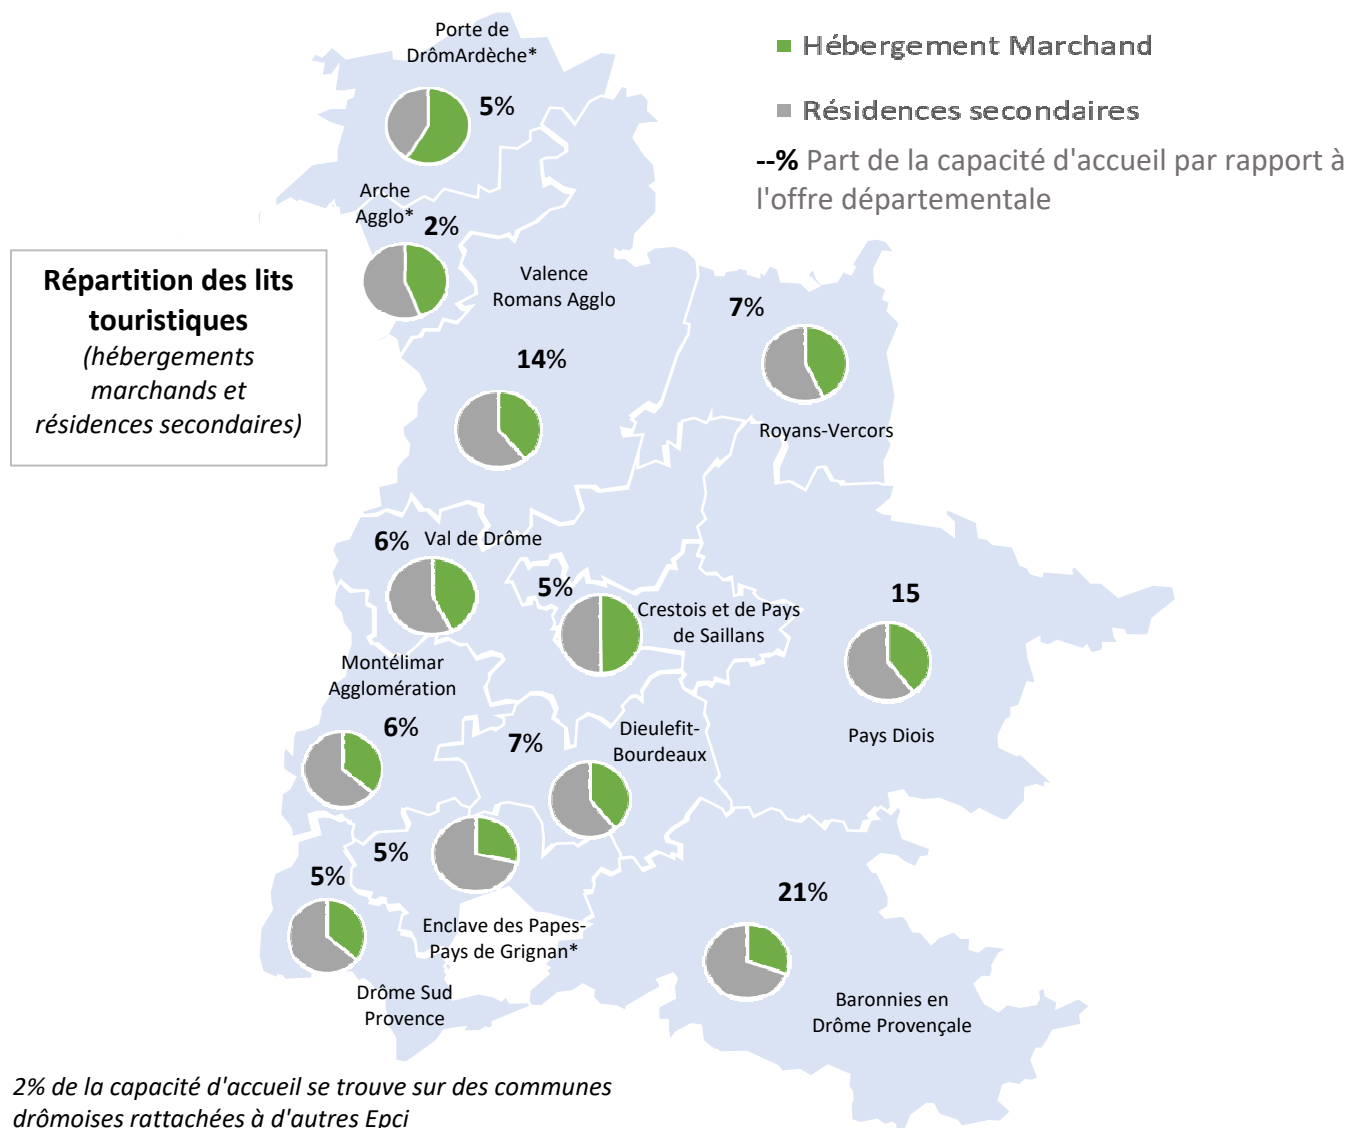 Porte de
DrômArdèche*
5%
Hébergement Marchand
Résidences secondaires
--% Part de la capacité d'accueil par rapport à
l'offre départementale
Arche
Agglo*
2%
Répartition des lits
touristiques
(hébergements
marchands et
résidences secondaires)
Valence
Romans Agglo
14%
7%
Royans-Vercors
6%
Val de Drôme
5%
Crestois et de Pays
de Saillans
15
Pays Diois
Montélimar
Agglomération
6%
7%
Dieulefit-
Bourdeaux
5%
Enclave des Papes-
Pays de Grignan*
5%
Drôme Sud
Provence
21%
Baronnies en
Drôme Provençale
2% de la capacité d'accueil se trouve sur des communes
drômoises rattachées à d'autres Epci